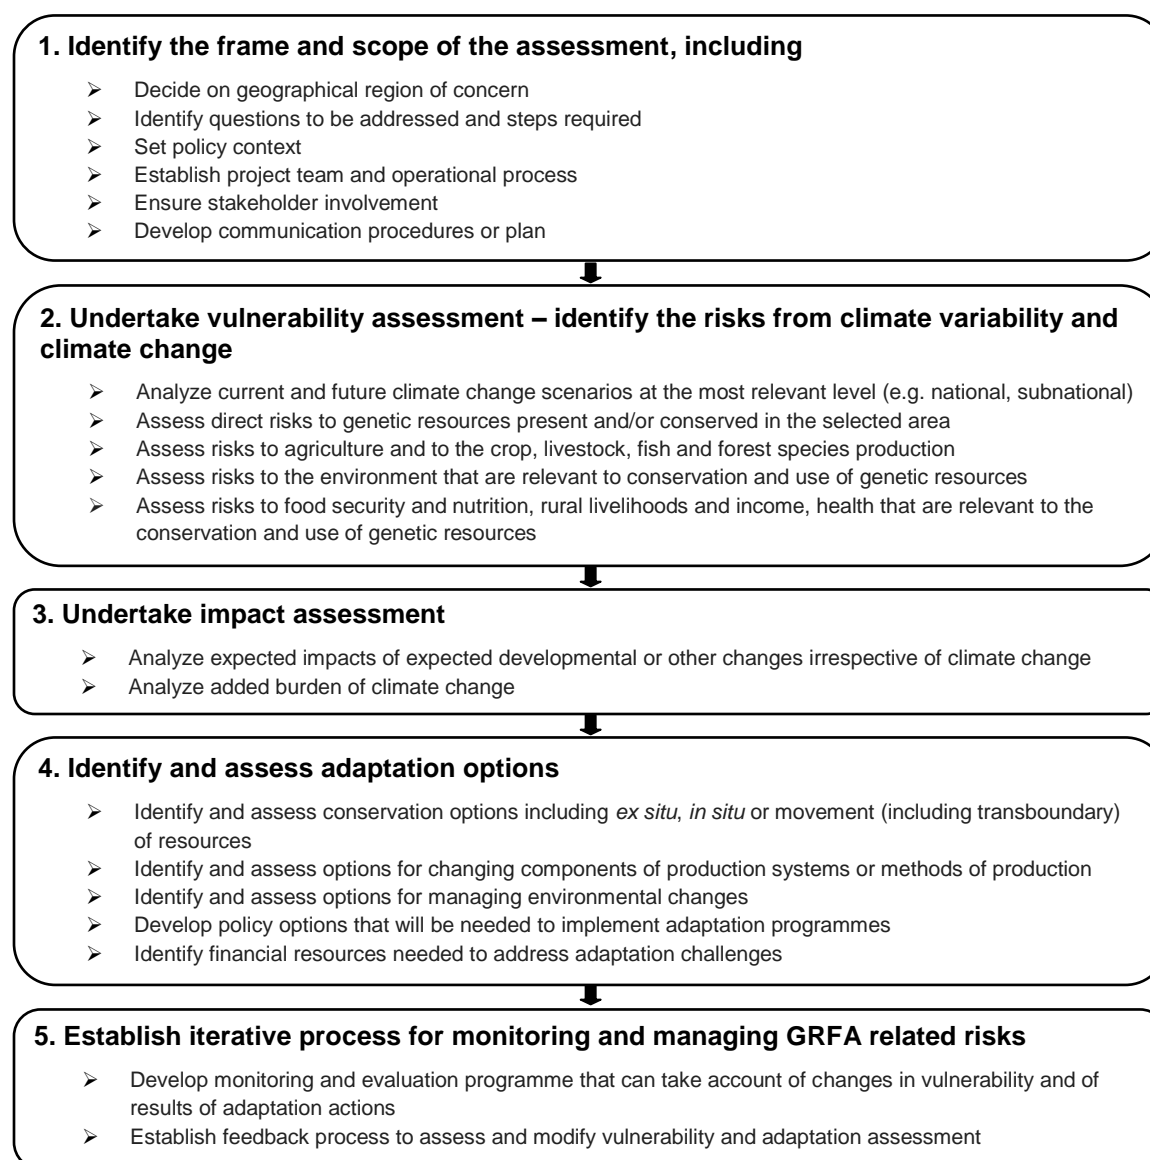 1. Identify the frame and scope of the assessment, including
➢ Decide on geographical region of concern
➢ Identify questions to be addressed and steps required
➢ Set policy context
➢ Establish project team and operational process
➢ Ensure stakeholder involvement
➢ Develop communication procedures or plan
2. Undertake vulnerability assessment – identify the risks from climate variability and
climate change
➢ Analyze current and future climate change scenarios at the most relevant level (e.g. national, subnational)
➢ Assess direct risks to genetic resources present and/or conserved in the selected area
➢ Assess risks to agriculture and to the crop, livestock, fish and forest species production
➢ Assess risks to the environment that are relevant to conservation and use of genetic resources
➢ Assess risks to food security and nutrition, rural livelihoods and income, health that are relevant to the
conservation and use of genetic resources
3. Undertake impact assessment
➢ Analyze expected impacts of expected developmental or other changes irrespective of climate change
➢ Analyze added burden of climate change
4. Identify and assess adaptation options
➢ Identify and assess conservation options including ex situ, in situ or movement (including transboundary)
of resources
➢ Identify and assess options for changing components of production systems or methods of production
➢ Identify and assess options for managing environmental changes
➢ Develop policy options that will be needed to implement adaptation programmes
➢ Identify financial resources needed to address adaptation challenges
5. Establish iterative process for monitoring and managing GRFA related risks
➢ Develop monitoring and evaluation programme that can take account of changes in vulnerability and of
results of adaptation actions
➢ Establish feedback process to assess and modify vulnerability and adaptation assessment